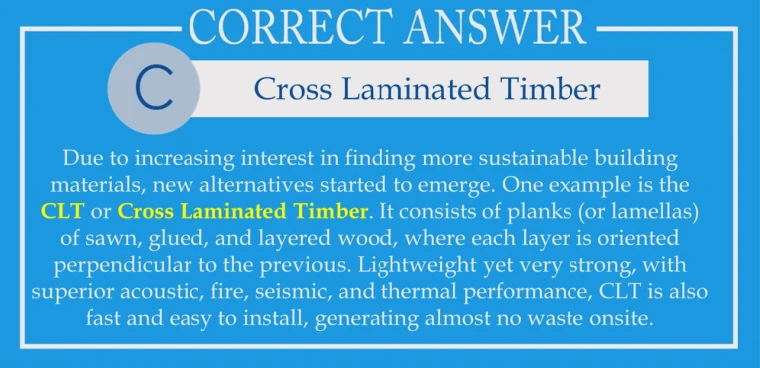 CORRECT ANSWER
C
Cross Laminated Timber
Due to increasing interest in finding more sustainable building
materials, new alternatives started to emerge. One example is the
CLT or Cross Laminated Timber. It consists of planks (or lamellas)
of sawn, glued, and layered wood, where each layer is oriented
perpendicular to the previous. Lightweight yet very strong, with
superior acoustic, fire, seismic, and thermal performance, CLT is also
fast and easy to install, generating almost no waste onsite.